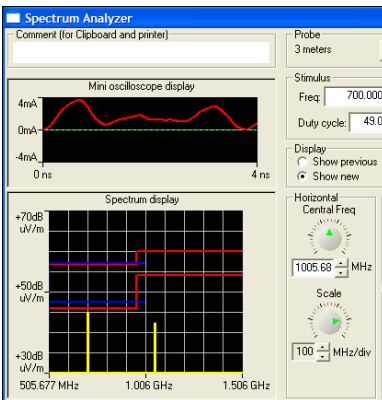 Spectrum Analyzer
Comment (for Clipboard and printer)
Probe
3 meters
Mini oscilloscope display
4mA
0mA
-4mA
0 ns
4 ns
Stimulus
Freq: 700.000
Duty cycle: 49.0
Display
Show previous
Show new
Spectrum display
+70dB
uV/m
+50dB
uV/m
+30dB
uV/m
505.677 MHz
1.006 GHz
1.506 GHz
Horizontal
Central Freq
1005.68 MHz
Scale
100 MHz/div